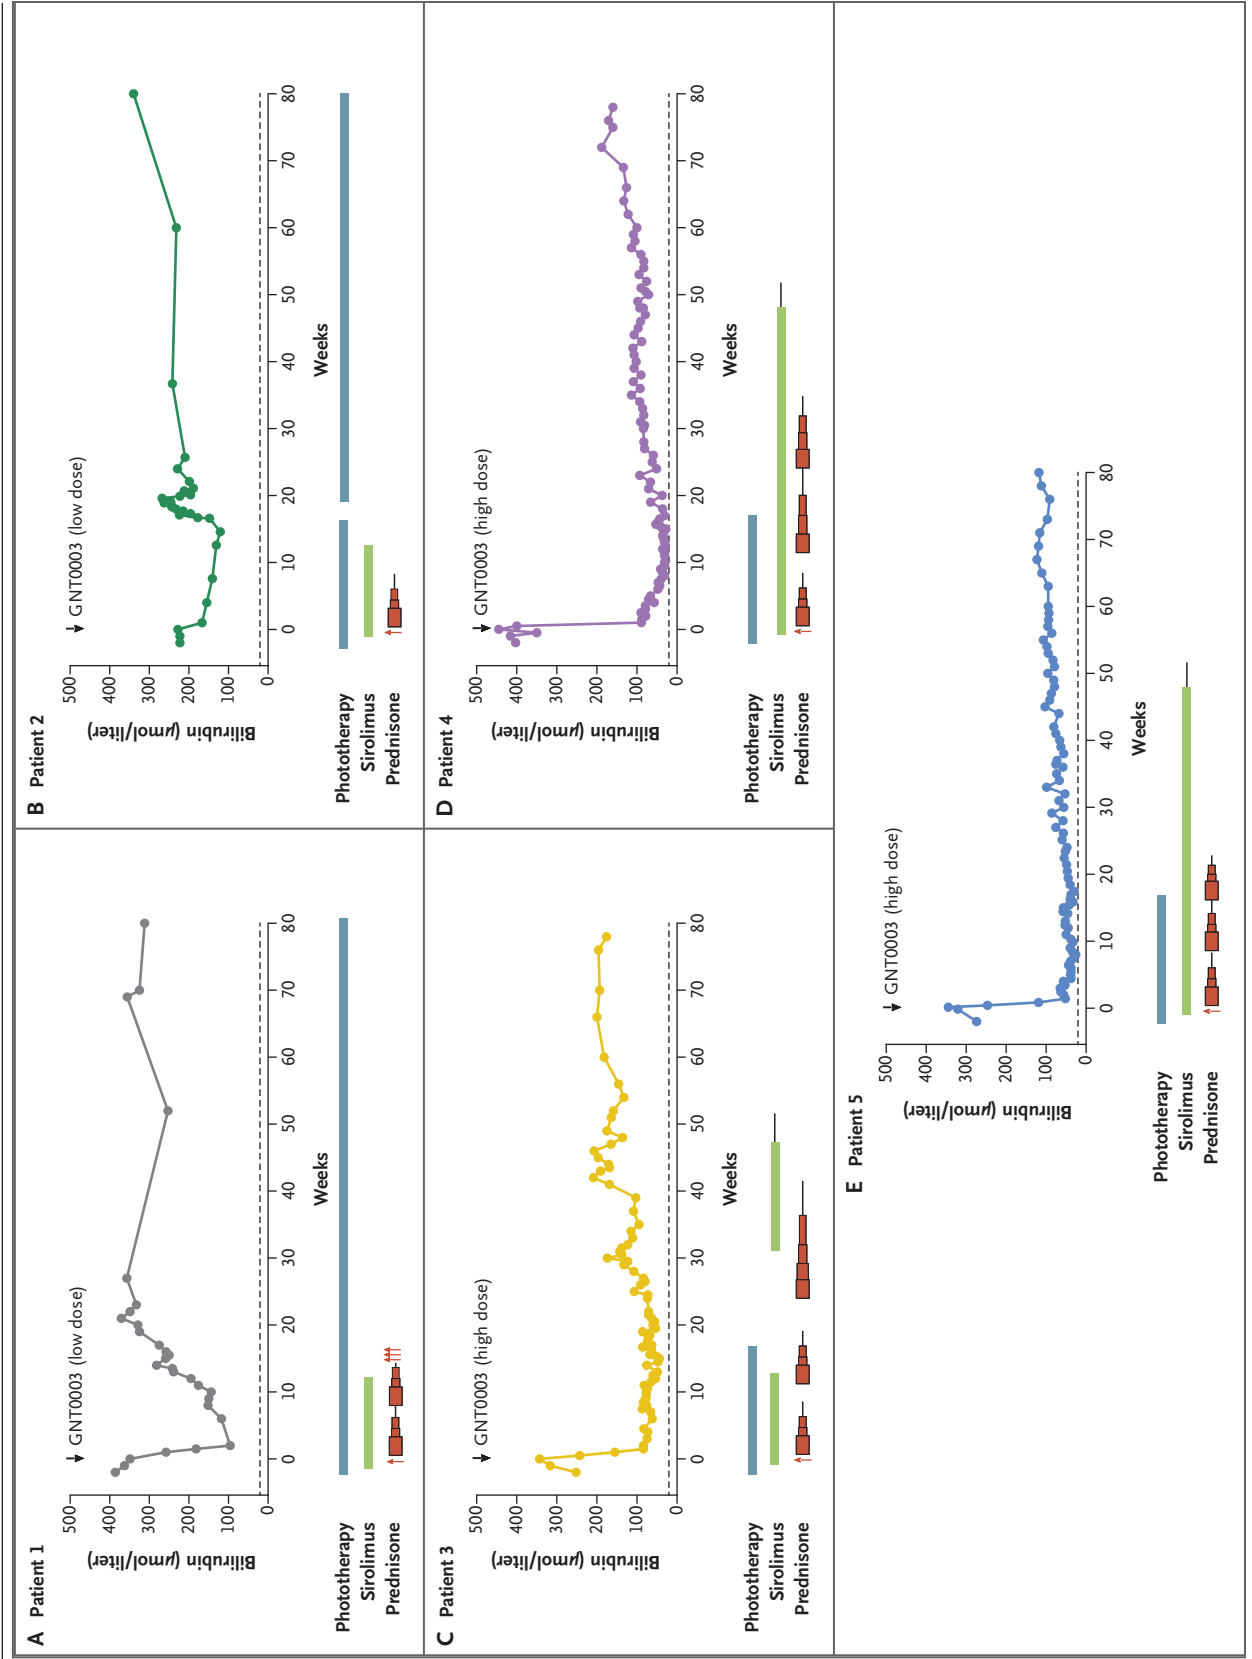 A Patient 1
GNT0003 (low dose)
Bilirubin (μmol/liter)
500
400
300
200
100
0
0 10 20 30 40 50 60 70 80
Weeks
Phototherapy
Sirolimus
Prednisone
B Patient 2
GNT0003 (low dose)
Bilirubin (μmol/liter)
500
400
300
200
100
0
0 10 20 30 40 50 60 70 80
Weeks
Phototherapy
Sirolimus
Prednisone
C Patient 3
GNT0003 (high dose)
Bilirubin (μmol/liter)
500
400
300
200
100
0
0 10 20 30 40 50 60 70 80
Weeks
Phototherapy
Sirolimus
Prednisone
D Patient 4
GNT0003 (high dose)
Bilirubin (μmol/liter)
500
400
300
200
100
0
0 10 20 30 40 50 60 70 80
Weeks
Phototherapy
Sirolimus
Prednisone
E Patient 5
GNT0003 (high dose)
Bilirubin (μmol/liter)
500
400
300
200
100
0
0 10 20 30 40 50 60 70 80
Weeks
Phototherapy
Sirolimus
Prednisone